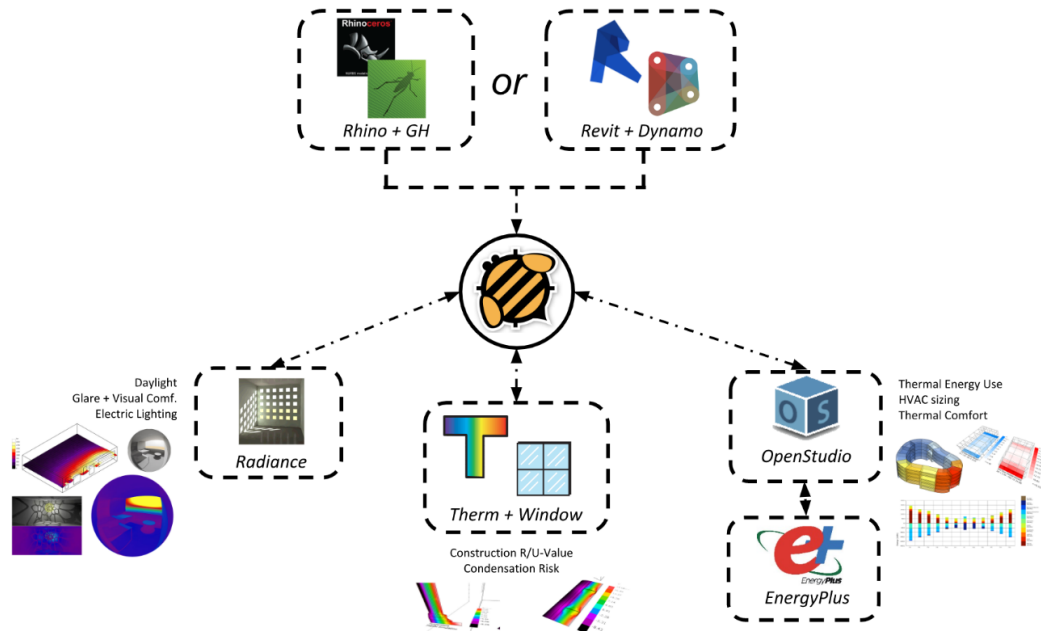 Rhinoceros
or
Rhino + GH
Revit + Dynamo
Daylight
Glare + Visual Comf.
Electric Lighting
Radiance
T
Therm + Window
Construction R/U-Value
Condensation Risk
O S
OpenStudio
Thermal Energy Use
HVAC sizing
Thermal Comfort
e+
EnergyPlus
EnergyPlus